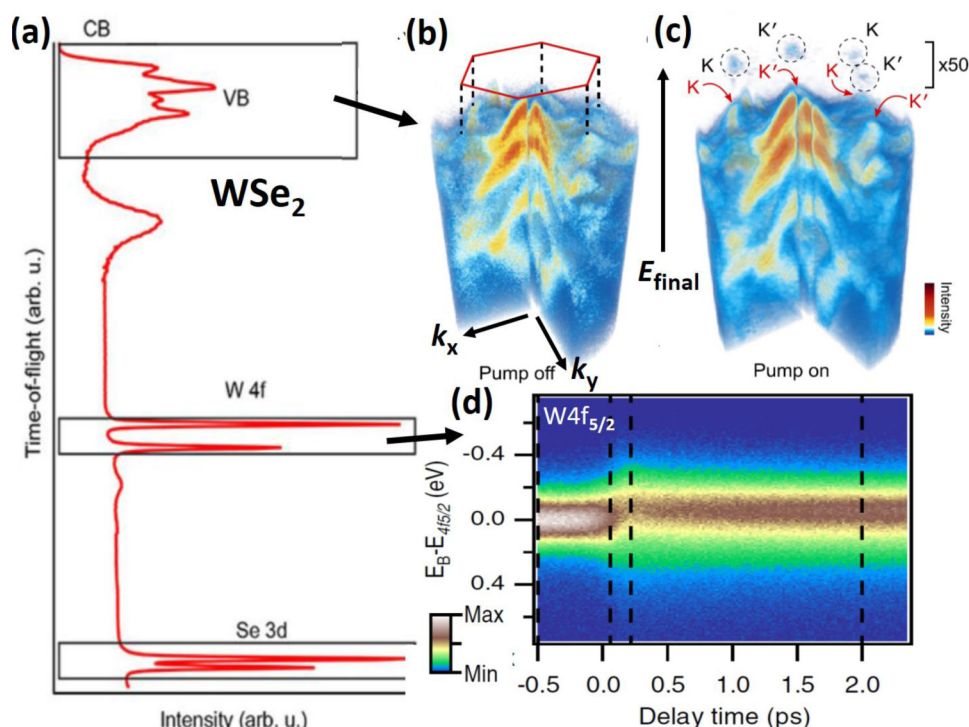 (a)
CB
VB
WSe2
W 4f
Se 3d
Time-of-flight (arb. u.)
Intensity (arb. u.)
(b)
kx
ky
Pump off
(c)
K
K'
K
K'
K
K'
K
K'
x50
Efinal
Intensity
Pump on
(d)
W4f5/2
EB-E4f5/2 (eV)
-0.4
0.0
0.4
Max
Min
-0.5 0.0 0.5 1.0 1.5 2.0
Delay time (ps)